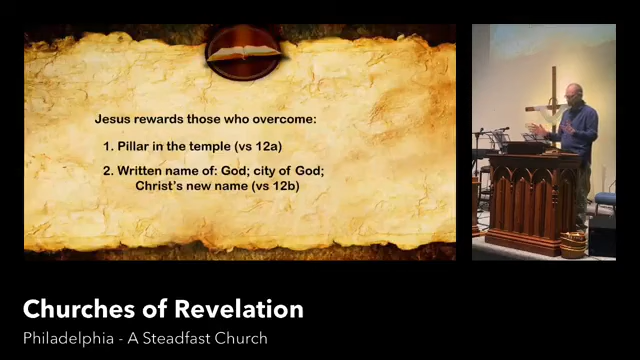 Jesus rewards those who overcome:
1. Pillar in the temple (vs 12a)
2. Written name of: God; city of God;
Christ's new name (vs 12b)
Churches of Revelation
Philadelphia - A Steadfast Church